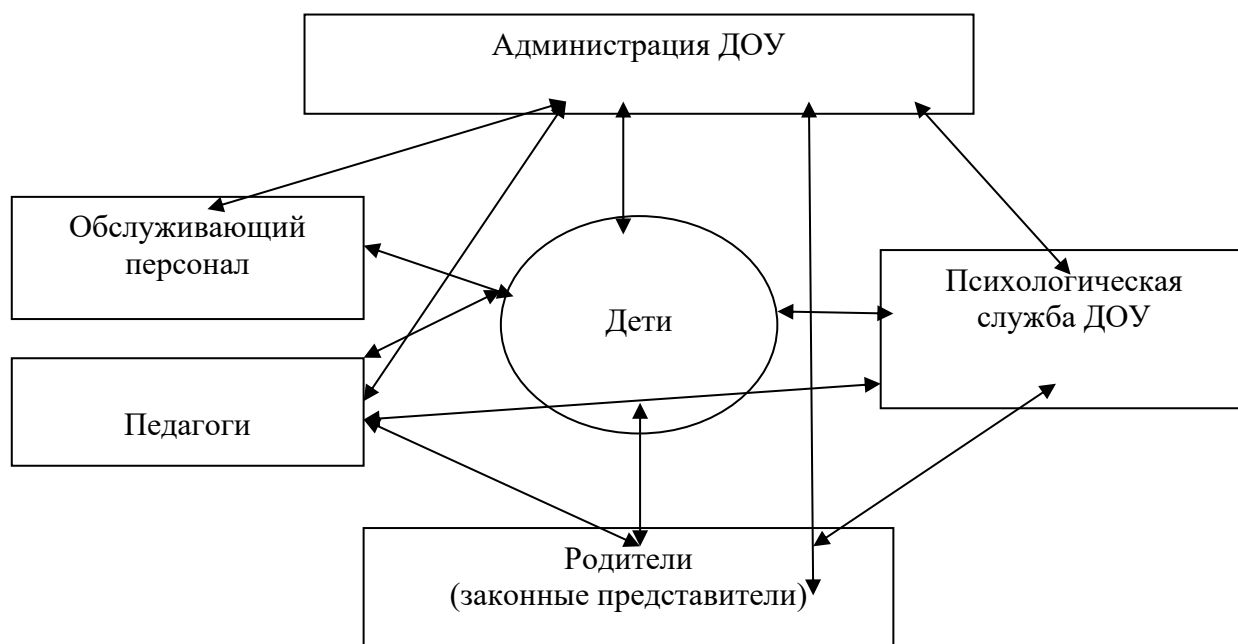 Администрация ДОУ
Обслуживающий
персонал
Психологическая
служба ДОУ
Дети
Педагоги
Родители
(законные представители)